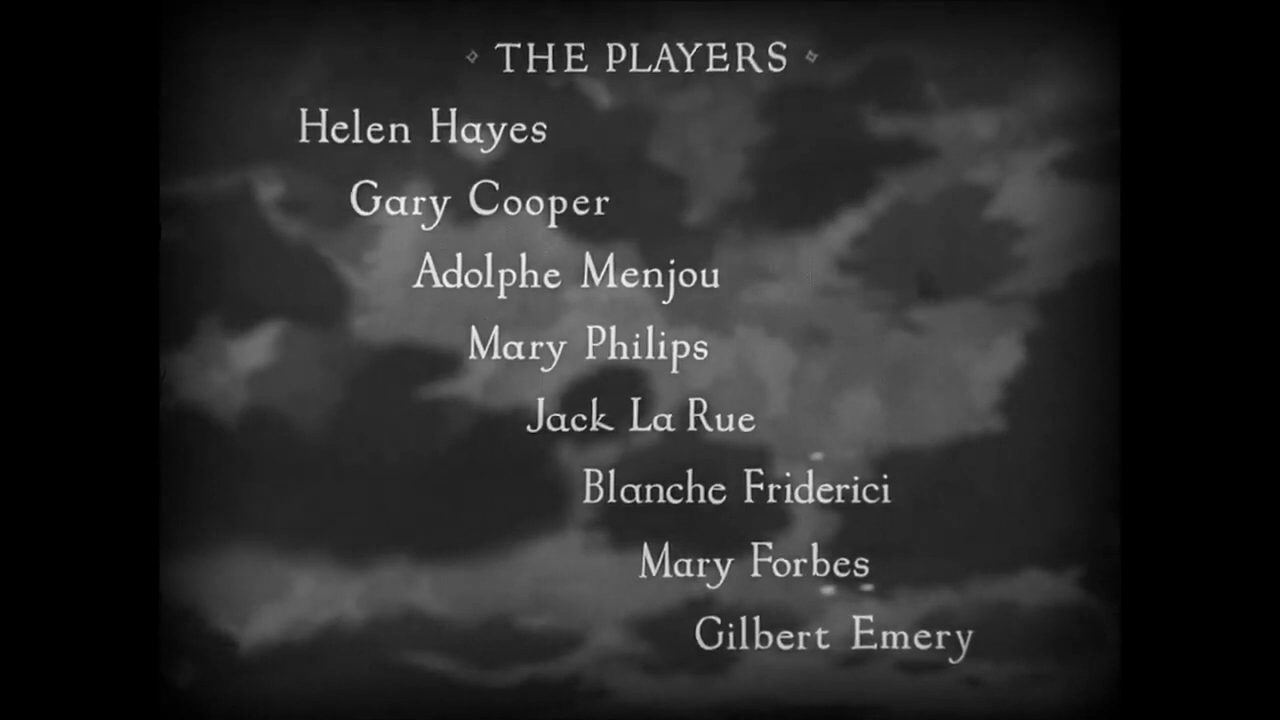 THE PLAYERS
Helen Hayes
Gary Cooper
Adolphe Menjou
Mary Philips
Jack La Rue
Blanche Friderici
Mary Forbes
Gilbert Emery